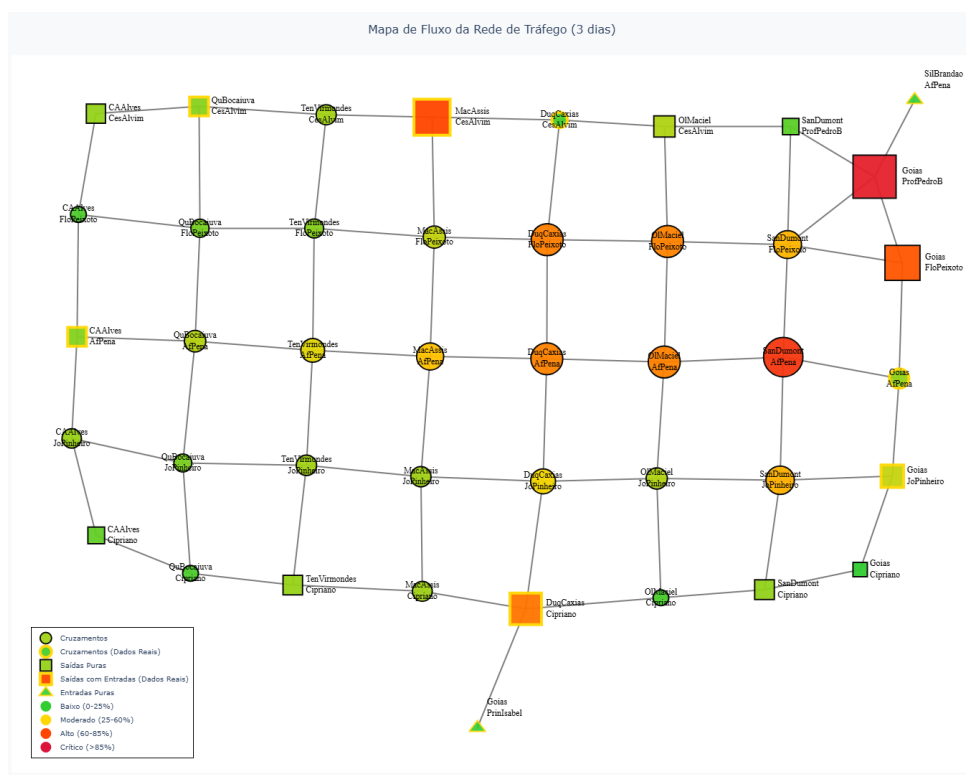 Mapa de Fluxo da Rede de Tráfego (3 dias)
SilBrandao
AfPena
CAAlves
CesAlvim
QuBocaiuva
CesAlvim
TenVirmondes
CesAlvim
MacAssis
CesAlvim
DuqCaxias
CesAlvim
OlMaciel
CesAlvim
SanDumont
ProfPedroB
Goias
ProfPedroB
CAAlves
FloPeixoto
QuBocaiuva
FloPeixoto
TenVirmondes
FloPeixoto
MacAssis
FloPeixoto
DuqCaxias
FloPeixoto
OlMaciel
FloPeixoto
SanDumont
FloPeixoto
Goias
FloPeixoto
CAAlves
AfPena
QuBocaiuva
AfPena
TenVirmondes
AfPena
MacAssis
AfPena
DuqCaxias
AfPena
OlMaciel
AfPena
SanDumont
AfPena
Goias
AfPena
CAAlves
JoPinheiro
QuBocaiuva
JoPinheiro
TenVirmondes
JoPinheiro
MacAssis
JoPinheiro
DuqCaxias
JoPinheiro
OlMaciel
JoPinheiro
SanDumont
JoPinheiro
Goias
JoPinheiro
CAAlves
Cipriano
QuBocaiuva
Cipriano
TenVirmondes
Cipriano
MacAssis
Cipriano
DuqCaxias
Cipriano
OlMaciel
Cipriano
SanDumont
Cipriano
Goias
Cipriano
Goias
PrinIsabel
Cruzamentos
Cruzamentos (Dados Reais)
Saídas Puras
Saídas com Entradas (Dados Reais)
Entradas Puras
Baixo (0-25%)
Moderado (25-60%)
Alto (60-85%)
Crítico (>85%)